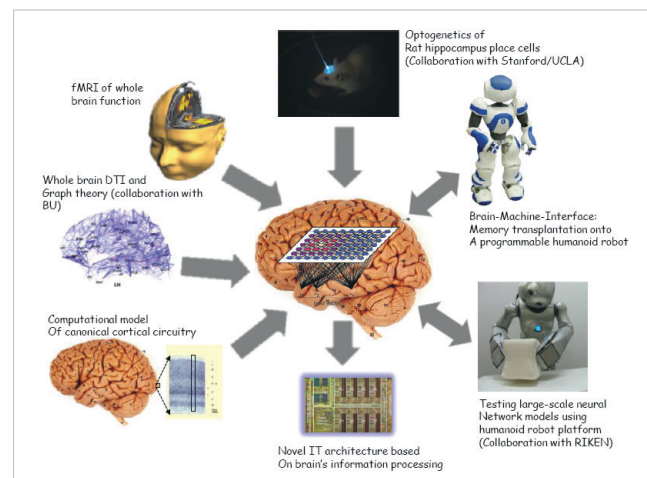 Optogenetics of
Rat hippocampus place cells
(Collaboration with Stanford/UCLA)
fMRI of whole
brain function
Whole brain DTI and
Graph theory (collaboration with
BU)
Brain-Machine-Interface:
Memory transplantation onto
A programmable humanoid robot
Computational model
Of canonical cortical circuitry
Testing large-scale neural
Network models using
humanoid robot platform
(Collaboration with RIKEN)
Novel IT architecture based
On brain's information processing